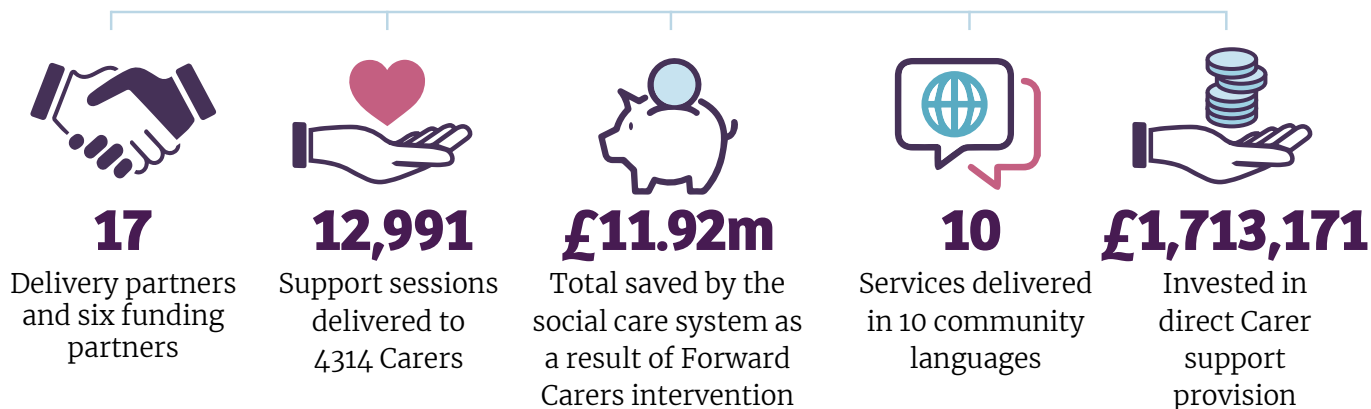 17
Delivery partners
and six funding
partners
12,991
Support sessions
delivered to
4314 Carers
£11.92m
Total saved by the
social care system as
a result of Forward
Carers intervention
10
Services delivered
in 10 community
languages
£1,713,171
Invested in
direct Carer
support
provision